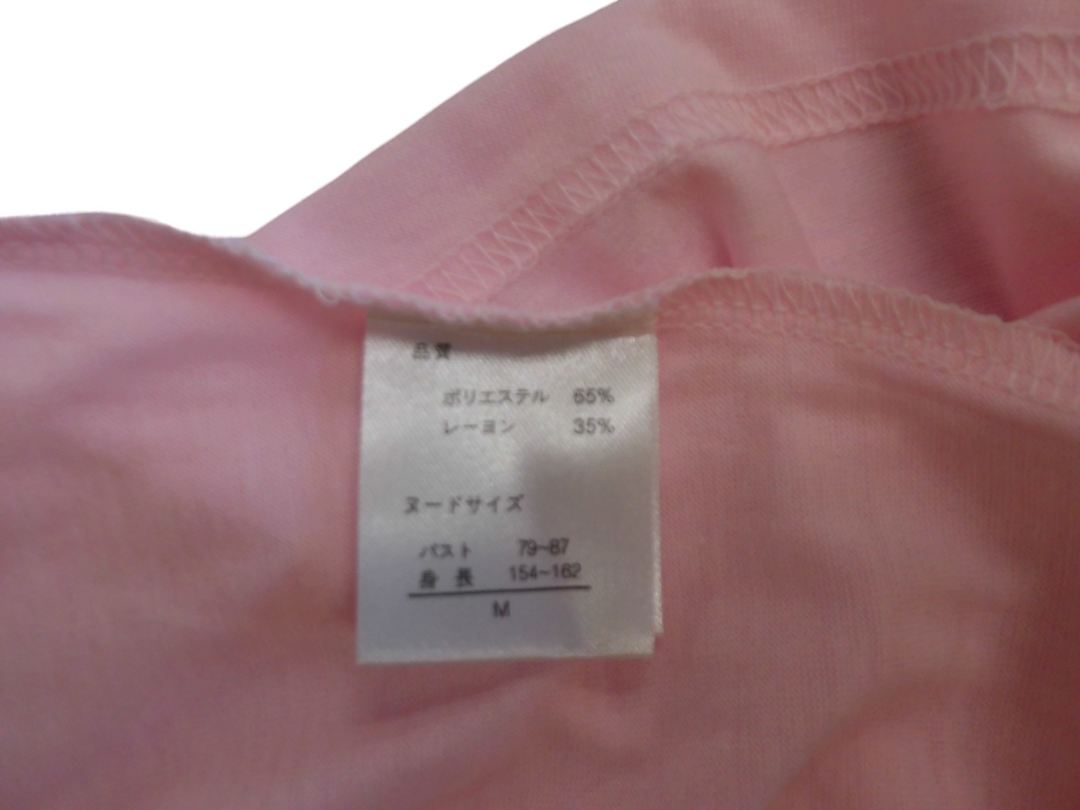 品質
ポリエステル 65%
レーヨン 35%
ヌードサイズ
バスト 79~87
身長 154~162
M